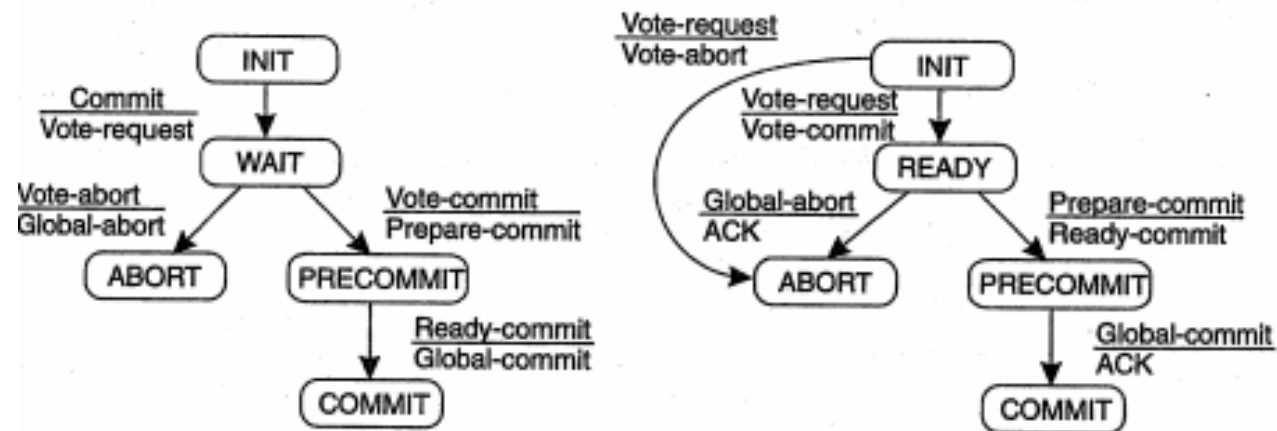 INIT
Commit
Vote-request
WAIT
Vote-abort
Global-abort
Vote-commit
Prepare-commit
ABORT
PRECOMMIT
Ready-commit
Global-commit
COMMIT
Vote-request
Vote-abort
INIT
Vote-request
Vote-commit
READY
Global-abort
ACK
Prepare-commit
Ready-commit
ABORT
PRECOMMIT
Global-commit
ACK
COMMIT